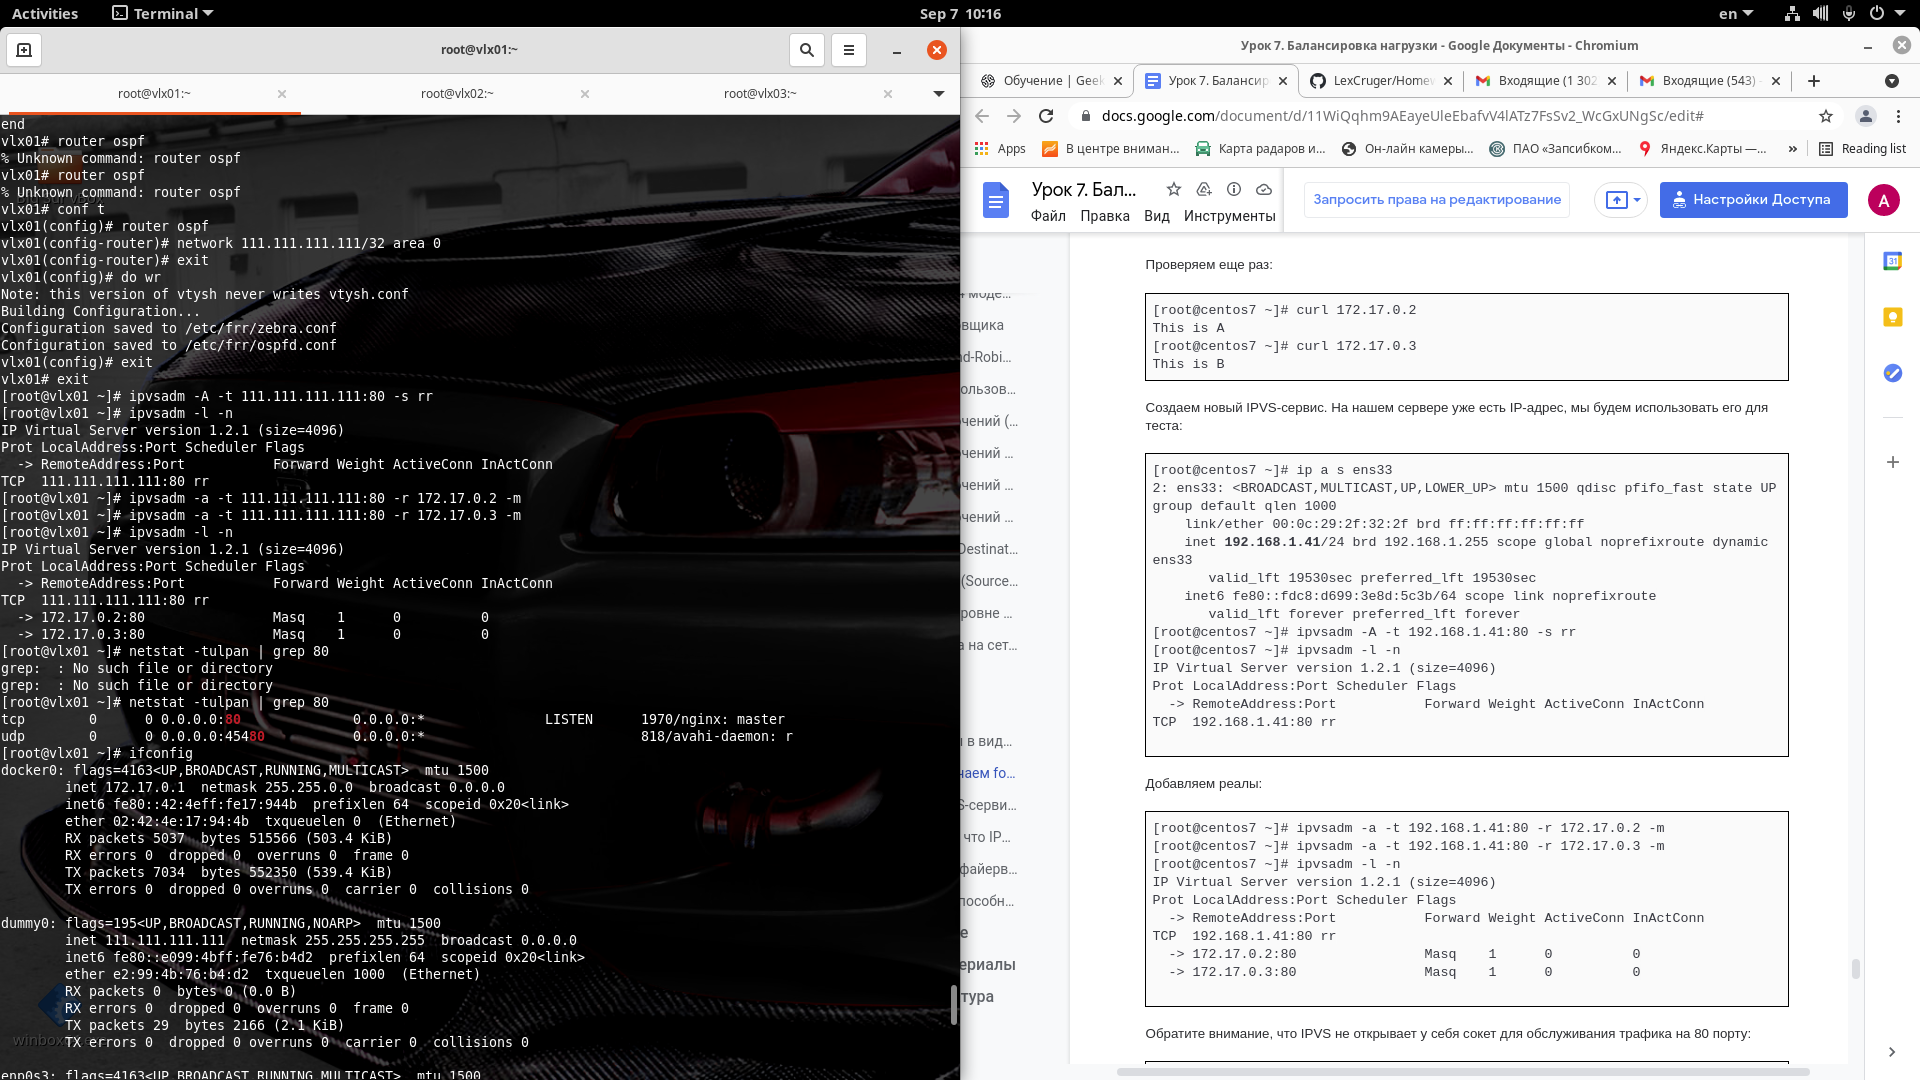 Activities
Terminal
Sep 7 10:16
en
root@vlx01:~
root@vlx01:~
root@vlx02:~
root@vlx03:~
end
vlx01# router ospf
% Unknown command: router ospf
vlx01# router ospf
% Unknown command: router ospf
vlx01# conf t
vlx01(config)# router ospf
vlx01(config-router)# network 111.111.111.111/32 area 0
vlx01(config-router)# exit
vlx01(config)# do wr
Note: this version of vtysh never writes vtysh.conf
Building Configuration...
Configuration saved to /etc/frr/zebra.conf
Configuration saved to /etc/frr/ospfd.conf
vlx01(config)# exit
vlx01# exit
[root@vlx01 ~]# ipvsadm -A -t 111.111.111.111:80 -s rr
[root@vlx01 ~]# ipvsadm -l -n
IP Virtual Server version 1.2.1 (size=4096)
Prot LocalAddress:Port Scheduler Flags
  -> RemoteAddress:Port           Forward Weight ActiveConn InActConn
TCP  111.111.111.111:80 rr
[root@vlx01 ~]# ipvsadm -a -t 111.111.111.111:80 -r 172.17.0.2 -m
[root@vlx01 ~]# ipvsadm -a -t 111.111.111.111:80 -r 172.17.0.3 -m
[root@vlx01 ~]# ipvsadm -l -n
IP Virtual Server version 1.2.1 (size=4096)
Prot LocalAddress:Port Scheduler Flags
  -> RemoteAddress:Port           Forward Weight ActiveConn InActConn
TCP  111.111.111.111:80 rr
  -> 172.17.0.2:80                Masq    1      0          0
  -> 172.17.0.3:80                Masq    1      0          0
[root@vlx01 ~]# netstat -tulpan | grep 80
grep:  : No such file or directory
grep:  : No such file or directory
[root@vlx01 ~]# netstat -tulpan | grep 80
tcp        0      0 0.0.0.0:80              0.0.0.0:*               LISTEN      1970/nginx: master
udp        0      0 0.0.0.0:45480           0.0.0.0:*                           818/avahi-daemon: r
[root@vlx01 ~]# ifconfig
docker0: flags=4163<UP,BROADCAST,RUNNING,MULTICAST>  mtu 1500
        inet 172.17.0.1  netmask 255.255.0.0  broadcast 0.0.0.0
        inet6 fe80::42:4eff:fe17:944b  prefixlen 64  scopeid 0x20<link>
        ether 02:42:4e:17:94:4b  txqueuelen 0  (Ethernet)
        RX packets 5037  bytes 515566 (503.4 KiB)
        RX errors 0  dropped 0  overruns 0  frame 0
        TX packets 7034  bytes 552350 (539.4 KiB)
        TX errors 0  dropped 0 overruns 0  carrier 0  collisions 0
dummy0: flags=195<UP,BROADCAST,RUNNING,NOARP>  mtu 1500
        inet 111.111.111.111  netmask 255.255.255.255  broadcast 0.0.0.0
        inet6 fe80::e099:4bff:fe76:b4d2  prefixlen 64  scopeid 0x20<link>
        ether e2:99:4b:76:b4:d2  txqueuelen 1000  (Ethernet)
        RX packets 0  bytes 0 (0.0 B)
        RX errors 0  dropped 0  overruns 0  frame 0
        TX packets 29  bytes 2166 (2.1 KiB)
        TX errors 0  dropped 0 overruns 0  carrier 0  collisions 0
enp0s3: flags=4163<UP,BROADCAST,RUNNING,MULTICAST>  mtu 1500
Урок 7. Балансировка нагрузки - Google Документы - Chromium
Обучение | Geek
Урок 7. Балансир
LexCruger/Homew
Входящие (1 302
Входящие (543) -
docs.google.com/document/d/11WiQqhm9AEayeUleEbafvV4lATz7FsSv2_WcGxUNgSc/edit#
Apps
В центре вниман...
Карта радаров и...
Он-лайн камеры...
ПАО «Запсибком...
Яндекс.Карты —...
»
Reading list
Урок 7. Бал...
Файл Правка Вид Инструменты
Запросить права на редактирование
Настройки Доступа
A
овщика
nd-Robi...
ользов...
очений (...
очений ...
очений ...
очений ...
Destinat...
(Source...
ровне ...
а на сет...
ы в вид...
чаем fo...
S-серви...
что IP...
файерв...
пособн...
е
ериалы
тура
Проверяем еще раз:
[root@centos7 ~]# curl 172.17.0.2
This is A
[root@centos7 ~]# curl 172.17.0.3
This is B
Создаем новый IPVS-сервис. На нашем сервере уже есть IP-адрес, мы будем использовать его для
теста:
[root@centos7 ~]# ip a s ens33
2: ens33: <BROADCAST,MULTICAST,UP,LOWER_UP> mtu 1500 qdisc pfifo_fast state UP
group default qlen 1000
    link/ether 00:0c:29:2f:32:2f brd ff:ff:ff:ff:ff:ff
    inet 192.168.1.41/24 brd 192.168.1.255 scope global noprefixroute dynamic
ens33
       valid_lft 19530sec preferred_lft 19530sec
    inet6 fe80::fdc8:d699:3e8d:5c3b/64 scope link noprefixroute
       valid_lft forever preferred_lft forever
[root@centos7 ~]# ipvsadm -A -t 192.168.1.41:80 -s rr
[root@centos7 ~]# ipvsadm -l -n
IP Virtual Server version 1.2.1 (size=4096)
Prot LocalAddress:Port Scheduler Flags
  -> RemoteAddress:Port           Forward Weight ActiveConn InActConn
TCP  192.168.1.41:80 rr
Добавляем реалы:
[root@centos7 ~]# ipvsadm -a -t 192.168.1.41:80 -r 172.17.0.2 -m
[root@centos7 ~]# ipvsadm -a -t 192.168.1.41:80 -r 172.17.0.3 -m
[root@centos7 ~]# ipvsadm -l -n
IP Virtual Server version 1.2.1 (size=4096)
Prot LocalAddress:Port Scheduler Flags
  -> RemoteAddress:Port           Forward Weight ActiveConn InActConn
TCP  192.168.1.41:80 rr
  -> 172.17.0.2:80                Masq    1      0          0
  -> 172.17.0.3:80                Masq    1      0          0
Обратите внимание, что IPVS не открывает у себя сокет для обслуживания трафика на 80 порту:
31